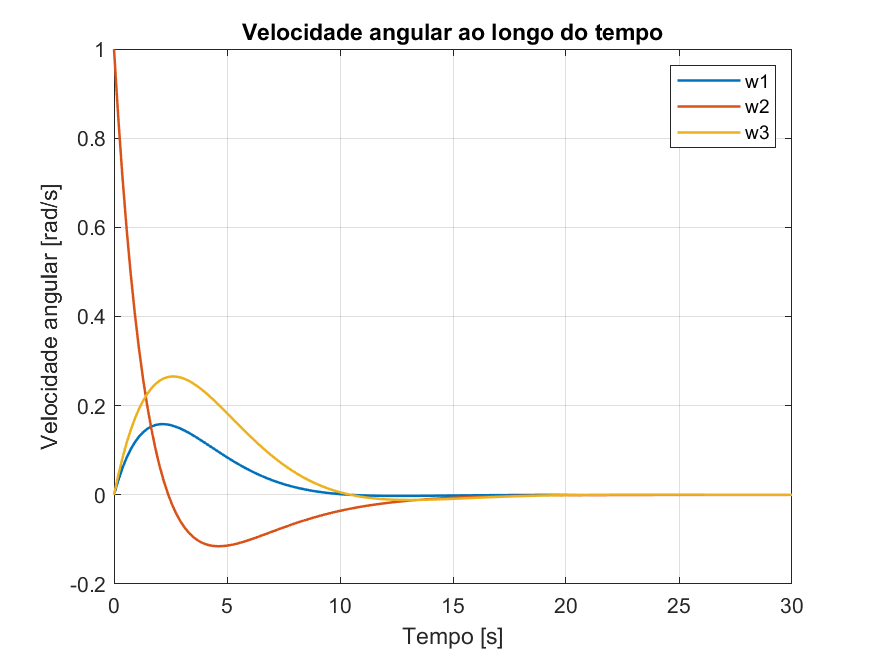 Velocidade angular ao longo do tempo
w1
w2
w3
Velocidade angular [rad/s]
1
0.8
0.6
0.4
0.2
0
-0.2
0 5 10 15 20 25 30
Tempo [s]